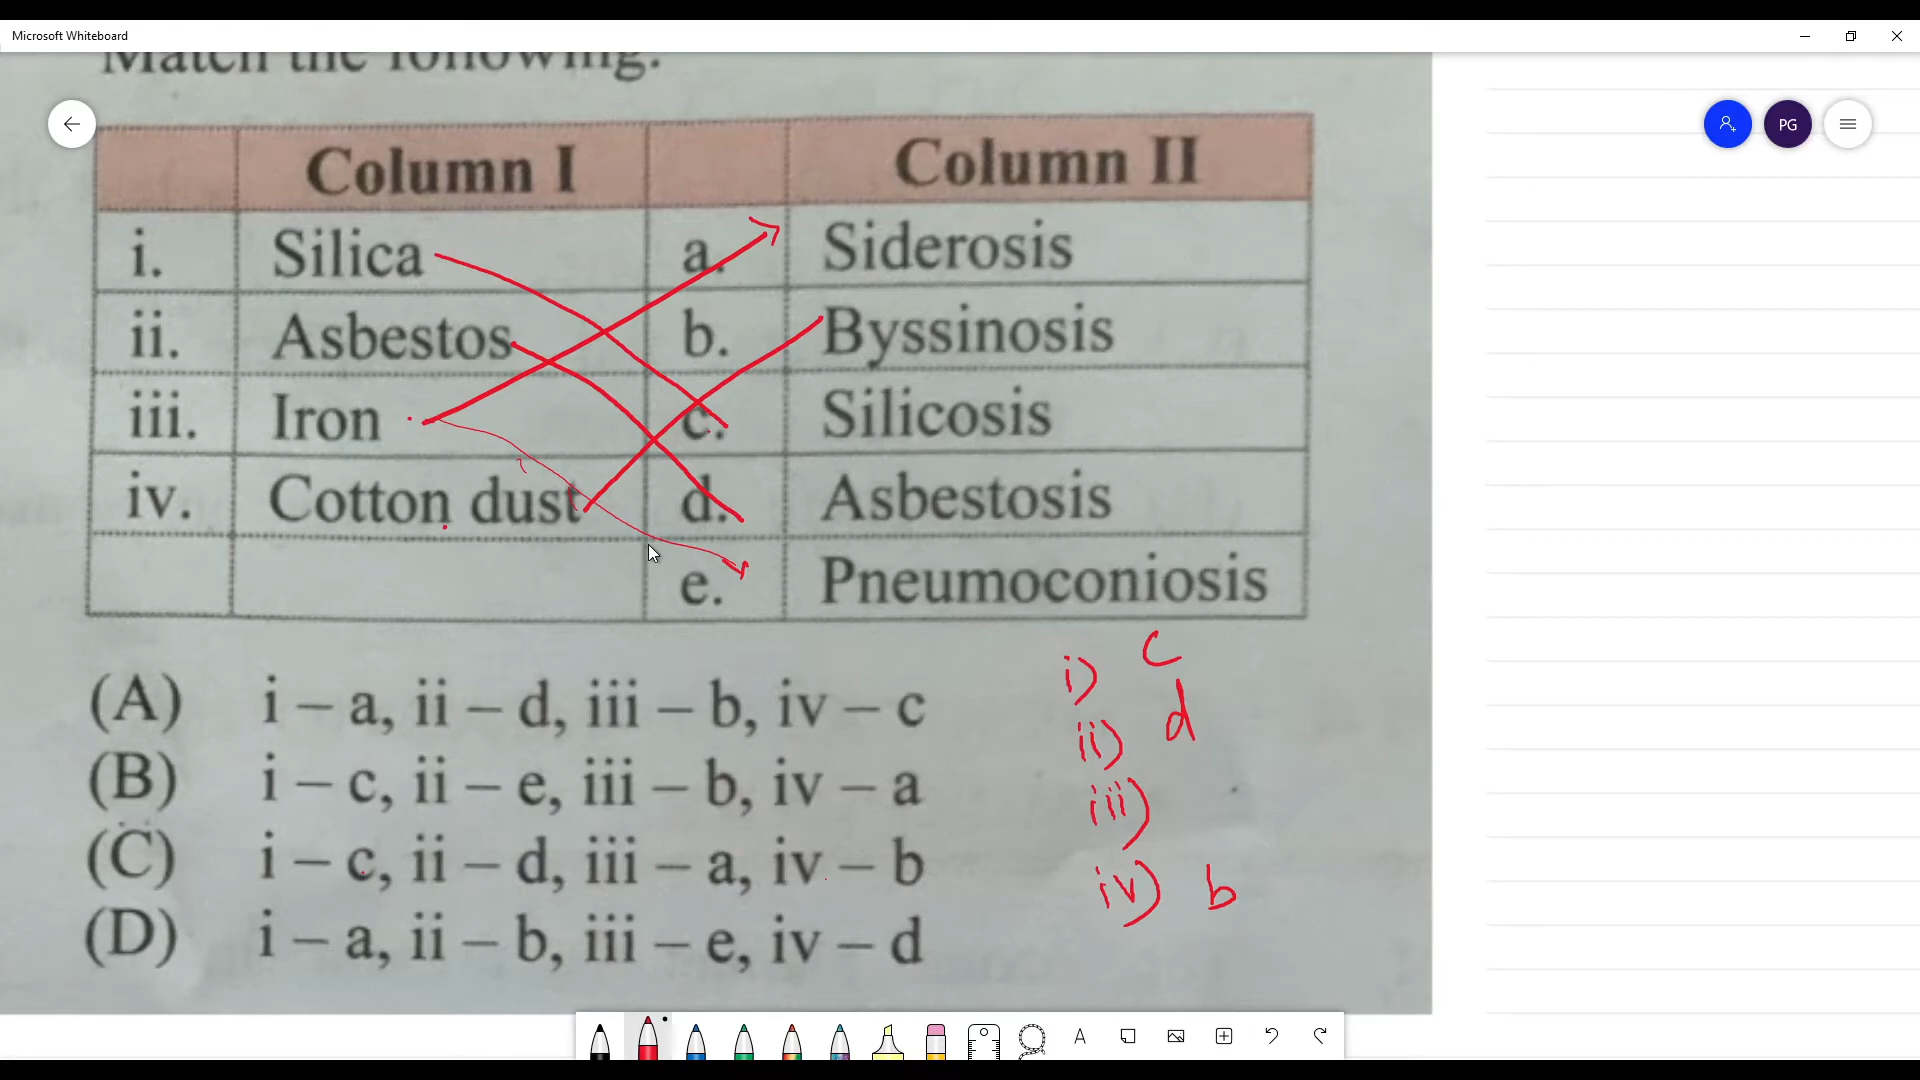 Microsoft Whiteboard
Match the following.
PG
Column I Column II
i. Silica a. Siderosis
ii. Asbestos b. Byssinosis
iii. Iron c. Silicosis
iv. Cotton dust d. Asbestosis
e. Pneumoconiosis
(A) i – a, ii – d, iii – b, iv – c
(B) i – c, ii – e, iii – b, iv – a
(C) i – c, ii – d, iii – a, iv – b
(D) i – a, ii – b, iii – e, iv – d
i) c
ii) d
iii)
iv) b
A